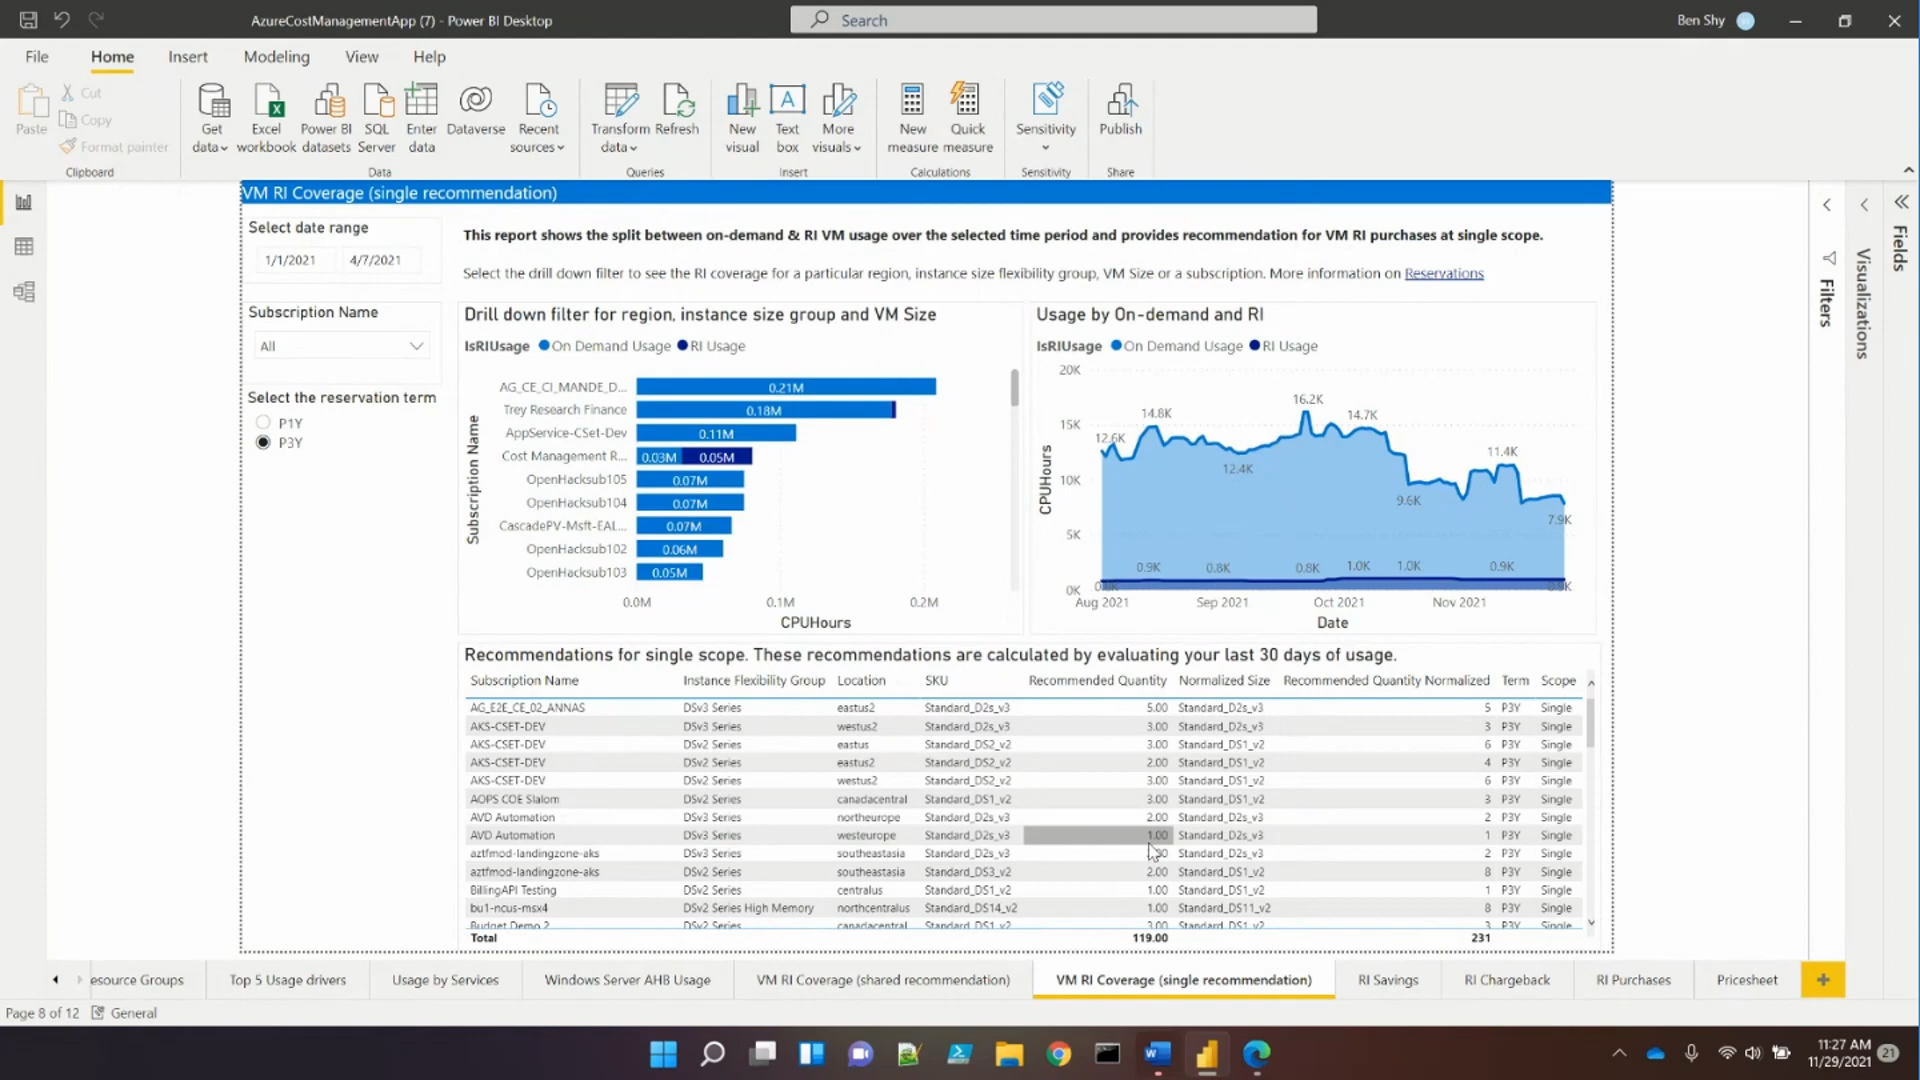 AzureCostManagementApp (7) - Power BI Desktop
Search
Ben Shy
File Home Insert Modeling View Help
Paste
Cut
Copy
Format painter
Clipboard
Get data
Excel workbook
Power BI datasets
SQL Server
Enter data
Dataverse
Recent sources
Data
Transform data
Refresh
Queries
New visual
Text box
More visuals
Insert
New measure
Quick measure
Calculations
Sensitivity
Sensitivity
Publish
Share
VM RI Coverage (single recommendation)
Select date range
1/1/2021 4/7/2021
Subscription Name
All
Select the reservation term
P1Y
P3Y
This report shows the split between on-demand & RI VM usage over the selected time period and provides recommendation for VM RI purchases at single scope.
Select the drill down filter to see the RI coverage for a particular region, instance size flexibility group, VM Size or a subscription. More information on Reservations
Drill down filter for region, instance size group and VM Size
IsRIUsage On Demand Usage RI Usage
Subscription Name
AG_CE_CI_MANDE_D... 0.21M
Trey Research Finance 0.18M
AppService-CSet-Dev 0.11M
Cost Management R... 0.03M 0.05M
OpenHacksub105 0.07M
OpenHacksub104 0.07M
CascadePV-Msft-EAL... 0.07M
OpenHacksub102 0.06M
OpenHacksub103 0.05M
0.0M 0.1M 0.2M
CPUHours
Usage by On-demand and RI
IsRIUsage On Demand Usage RI Usage
CPUHours
20K
15K
10K
5K
0K
12.6K 14.8K 12.4K 16.2K 14.7K 9.6K 11.4K 7.9K
0.9K 0.8K 0.8K 1.0K 1.0K 0.9K 0.9K
Aug 2021 Sep 2021 Oct 2021 Nov 2021
Date
Recommendations for single scope. These recommendations are calculated by evaluating your last 30 days of usage.
Subscription Name Instance Flexibility Group Location SKU Recommended Quantity Normalized Size Recommended Quantity Normalized Term Scope
AG_E2E_CE_02_ANNAS DSv3 Series eastus2 Standard_D2s_v3 5.00 Standard_D2s_v3 5 P3Y Single
AKS-CSET-DEV DSv3 Series westus2 Standard_D2s_v3 3.00 Standard_D2s_v3 3 P3Y Single
AKS-CSET-DEV DSv2 Series eastus Standard_DS2_v2 3.00 Standard_DS1_v2 6 P3Y Single
AKS-CSET-DEV DSv2 Series eastus2 Standard_DS2_v2 2.00 Standard_DS1_v2 4 P3Y Single
AKS-CSET-DEV DSv2 Series westus2 Standard_DS2_v2 3.00 Standard_DS1_v2 6 P3Y Single
AOPS COE Slalom DSv2 Series canadacentral Standard_DS1_v2 3.00 Standard_DS1_v2 3 P3Y Single
AVD Automation DSv3 Series northeurope Standard_D2s_v3 2.00 Standard_D2s_v3 2 P3Y Single
AVD Automation DSv3 Series westeurope Standard_D2s_v3 1.00 Standard_D2s_v3 1 P3Y Single
aztfmod-landingzone-aks DSv3 Series southeastasia Standard_D2s_v3 Standard_D2s_v3 2 P3Y Single
aztfmod-landingzone-aks DSv2 Series southeastasia Standard_DS3_v2 2.00 Standard_DS1_v2 8 P3Y Single
BillingAPI Testing DSv2 Series centralus Standard_DS1_v2 1.00 Standard_DS1_v2 1 P3Y Single
bu1-ncus-msx4 DSv2 Series High Memory northcentralus Standard_DS14_v2 1.00 Standard_DS11_v2 8 P3Y Single
Budget Demo 2 DSv2 Series canadacentral Standard_DS1_v2 3.00 Standard_DS1_v2 3 P3Y Single
Total 119.00 231
Filters
Visualizations
Fields
esource Groups Top 5 Usage drivers Usage by Services Windows Server AHB Usage VM RI Coverage (shared recommendation) VM RI Coverage (single recommendation) RI Savings RI Chargeback RI Purchases Pricesheet
Page 8 of 12 General
11:27 AM
11/29/2021
21